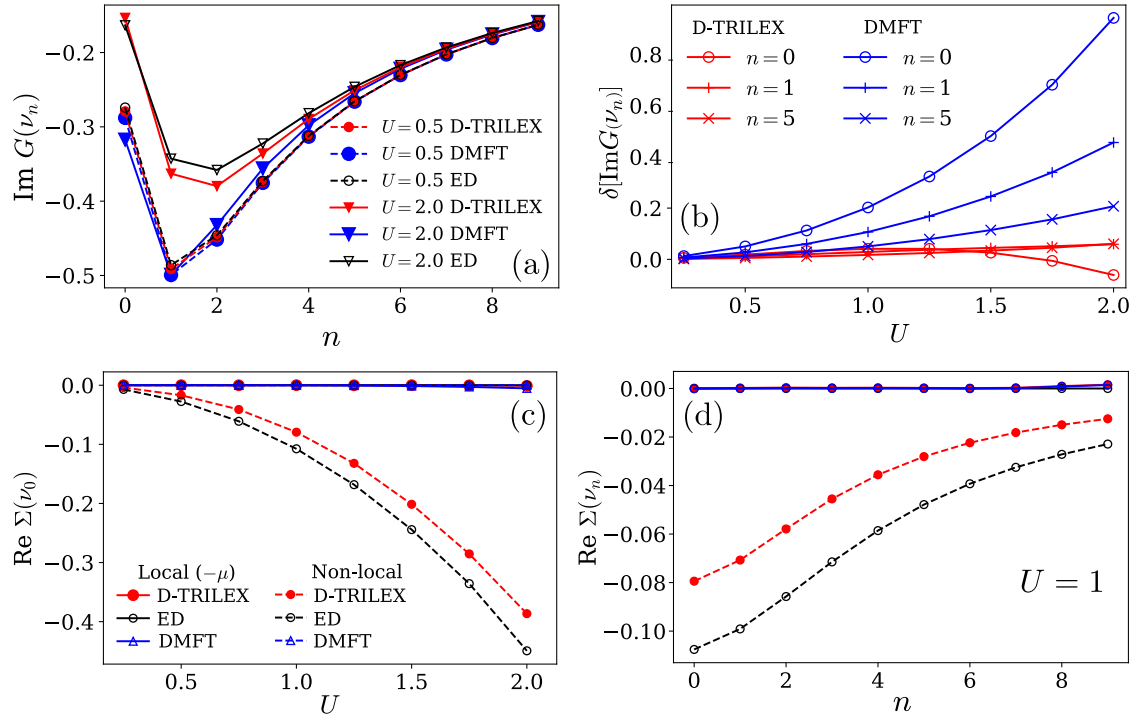 −0.2
−0.3
−0.4
−0.5
Im G(νₙ)
0 2 4 6 8
n
U = 0.5 D-TRILEX
U = 0.5 DMFT
U = 0.5 ED
U = 2.0 D-TRILEX
U = 2.0 DMFT
U = 2.0 ED
(a)
0.8
0.6
0.4
0.2
0.0
δ[ImG(νₙ)]
0.5 1.0 1.5 2.0
U
D-TRILEX DMFT
n = 0 n = 0
n = 1 n = 1
n = 5 n = 5
(b)
0.0
−0.1
−0.2
−0.3
−0.4
Re Σ(ν₀)
0.5 1.0 1.5 2.0
U
(c)
Local (−μ) Non-local
D-TRILEX D-TRILEX
ED ED
DMFT DMFT
0.00
−0.02
−0.04
−0.06
−0.08
−0.10
Re Σ(νₙ)
0 2 4 6 8
n
(d)
U = 1